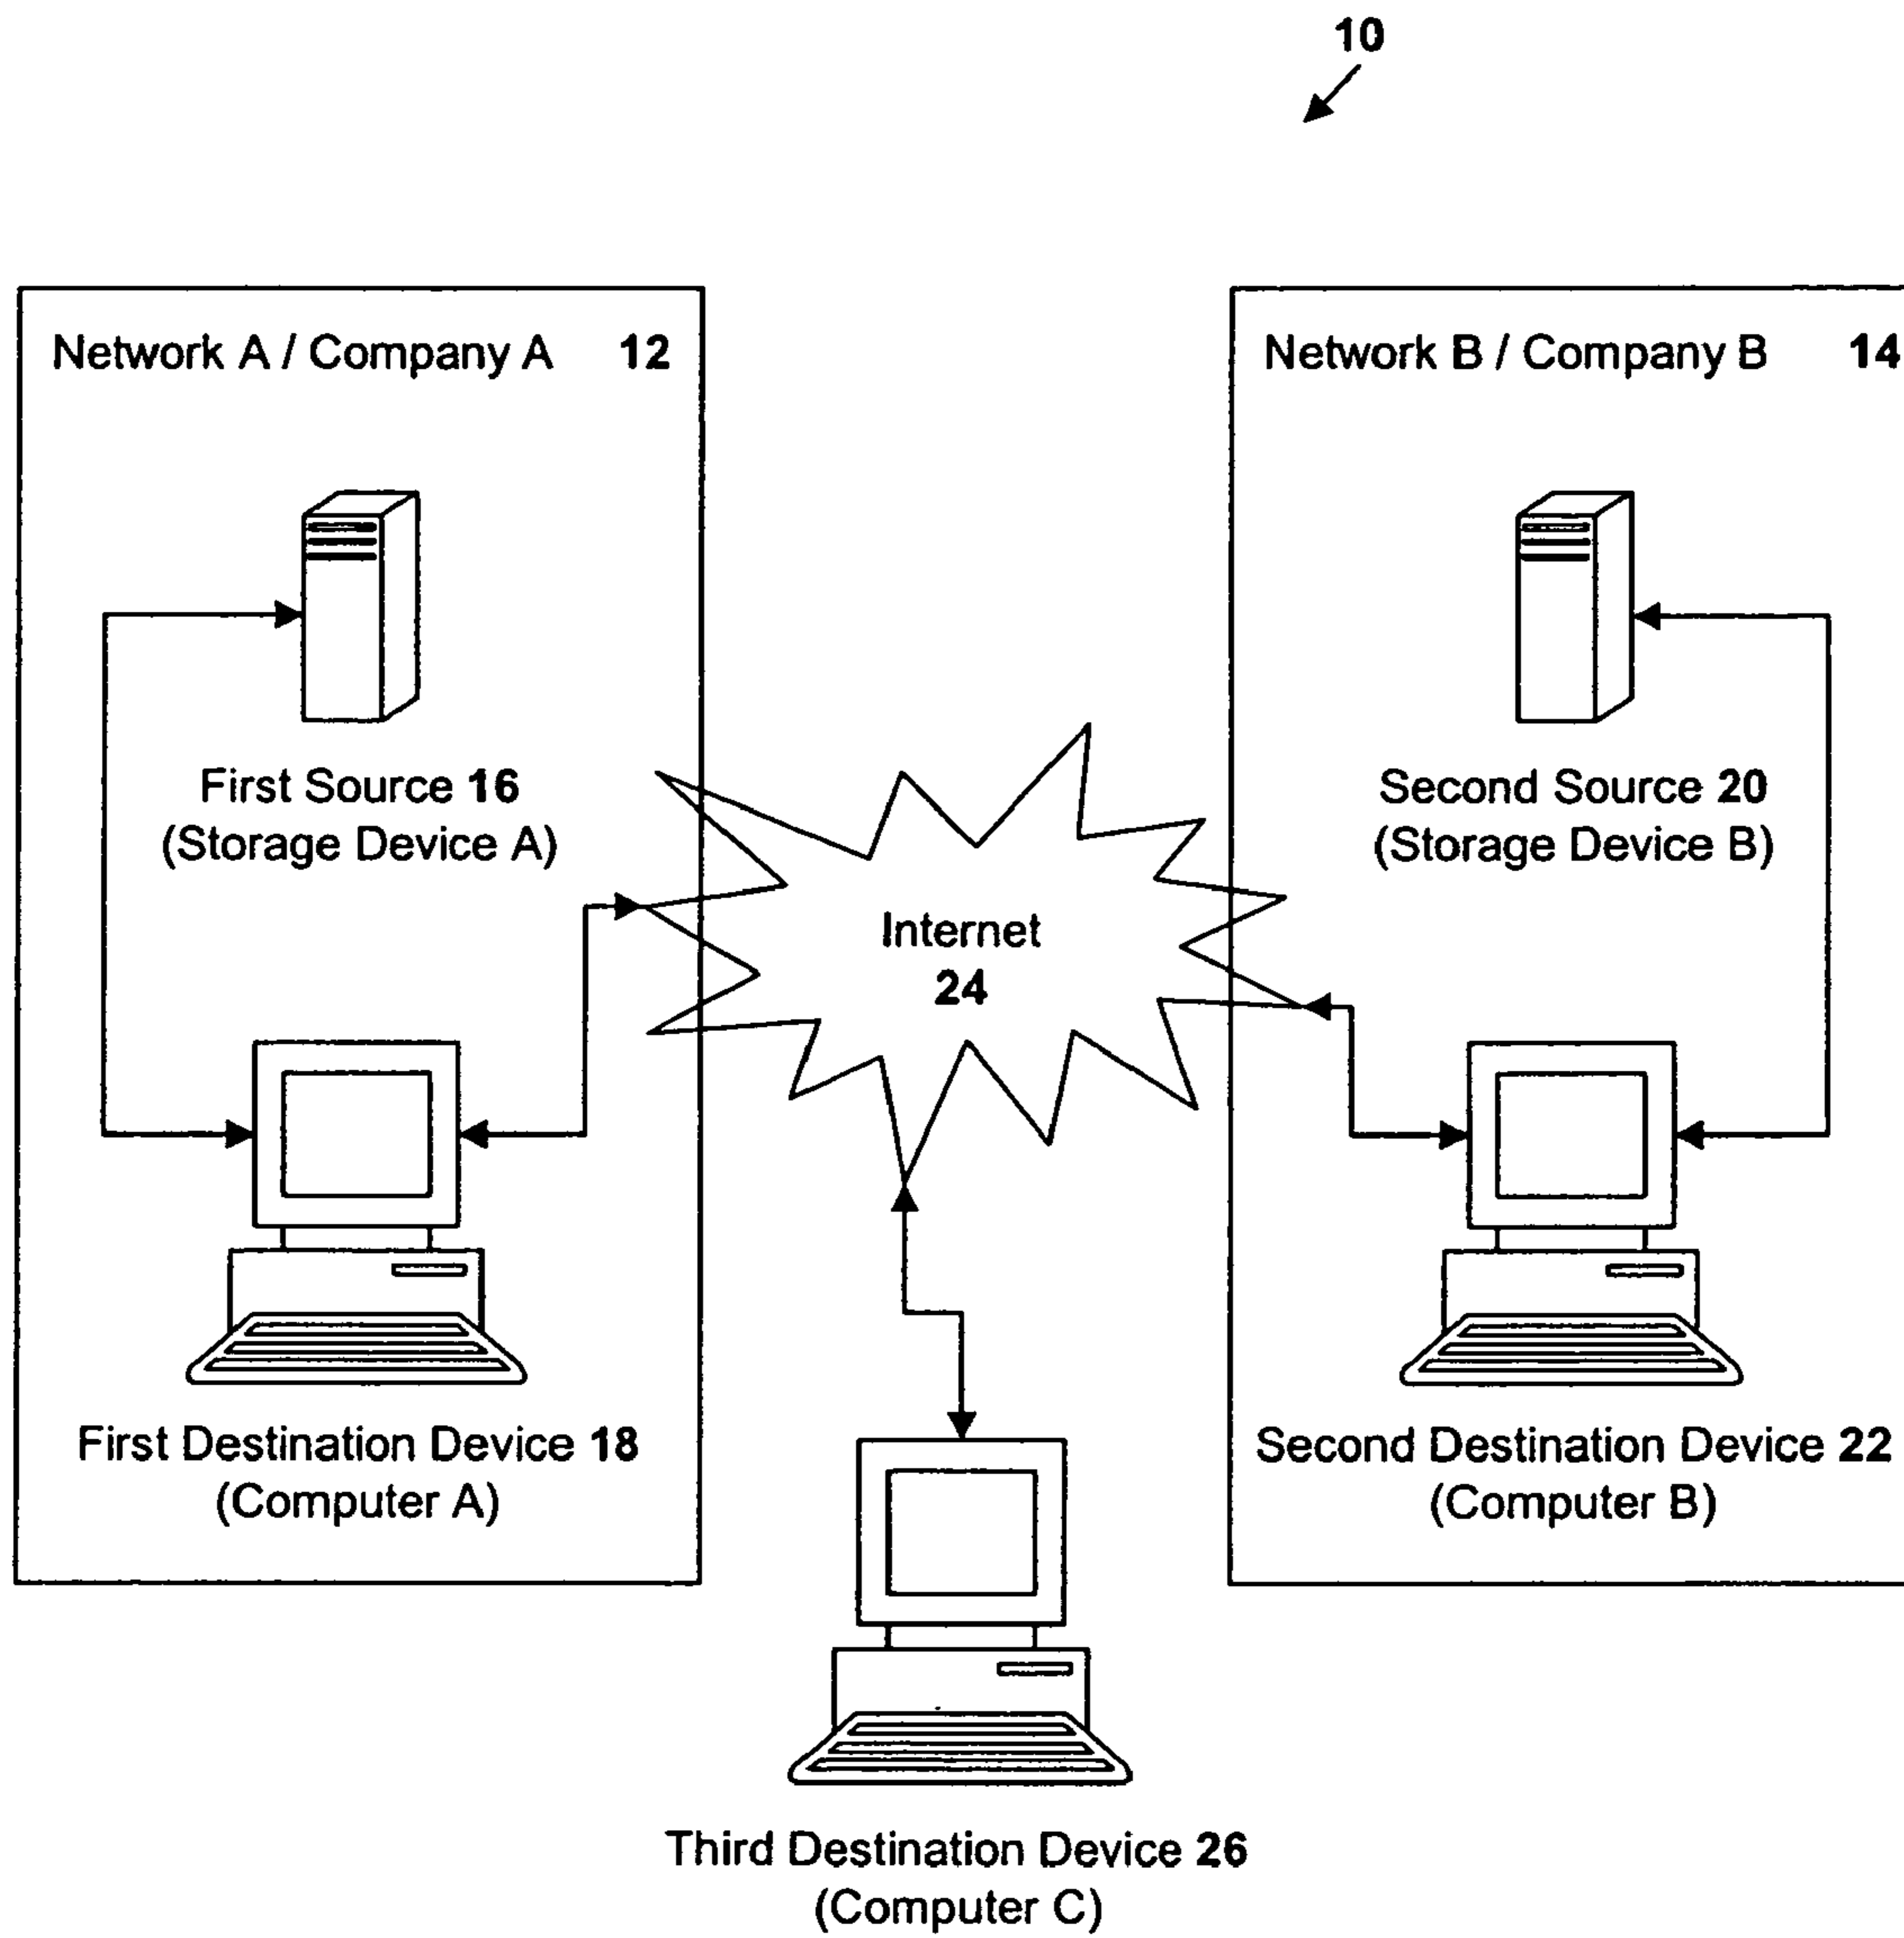 10
Network A / Company A 12
Network B / Company B 14
First Source 16
(Storage Device A)
Second Source 20
(Storage Device B)
Internet
24
First Destination Device 18
(Computer A)
Second Destination Device 22
(Computer B)
Third Destination Device 26
(Computer C)